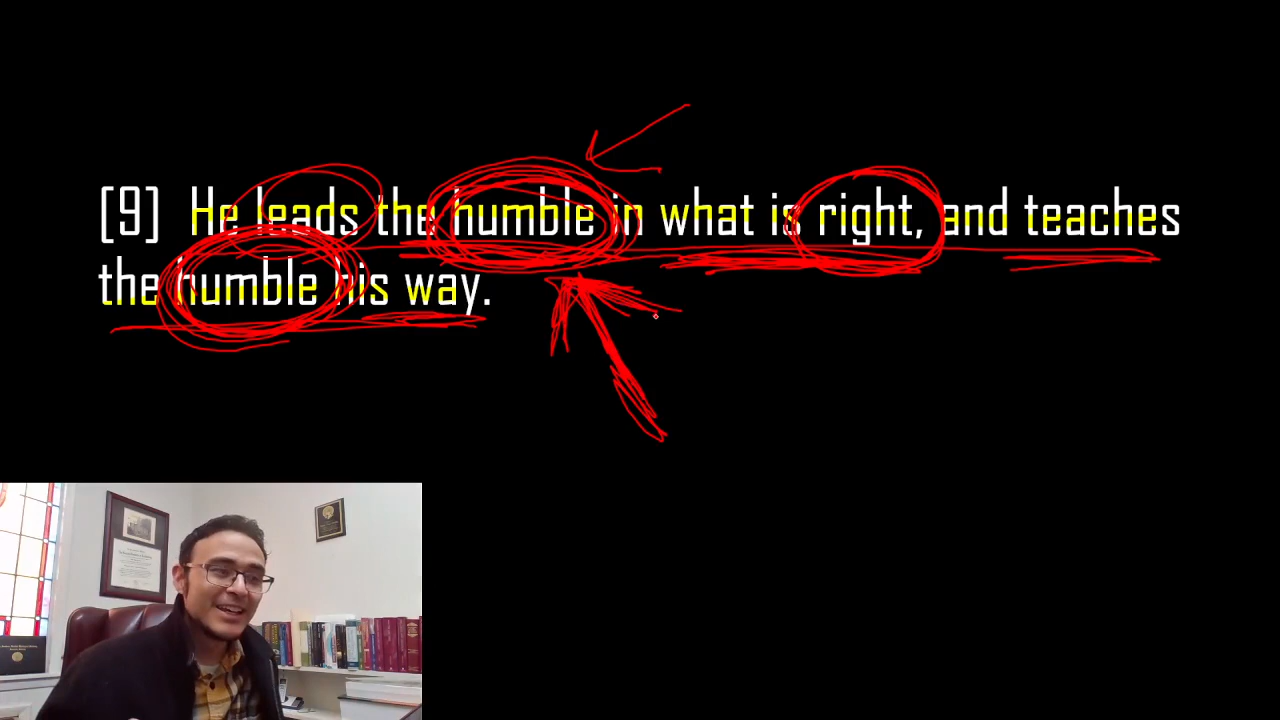 [9] He leads the humble in what is right, and teaches
the humble his way.